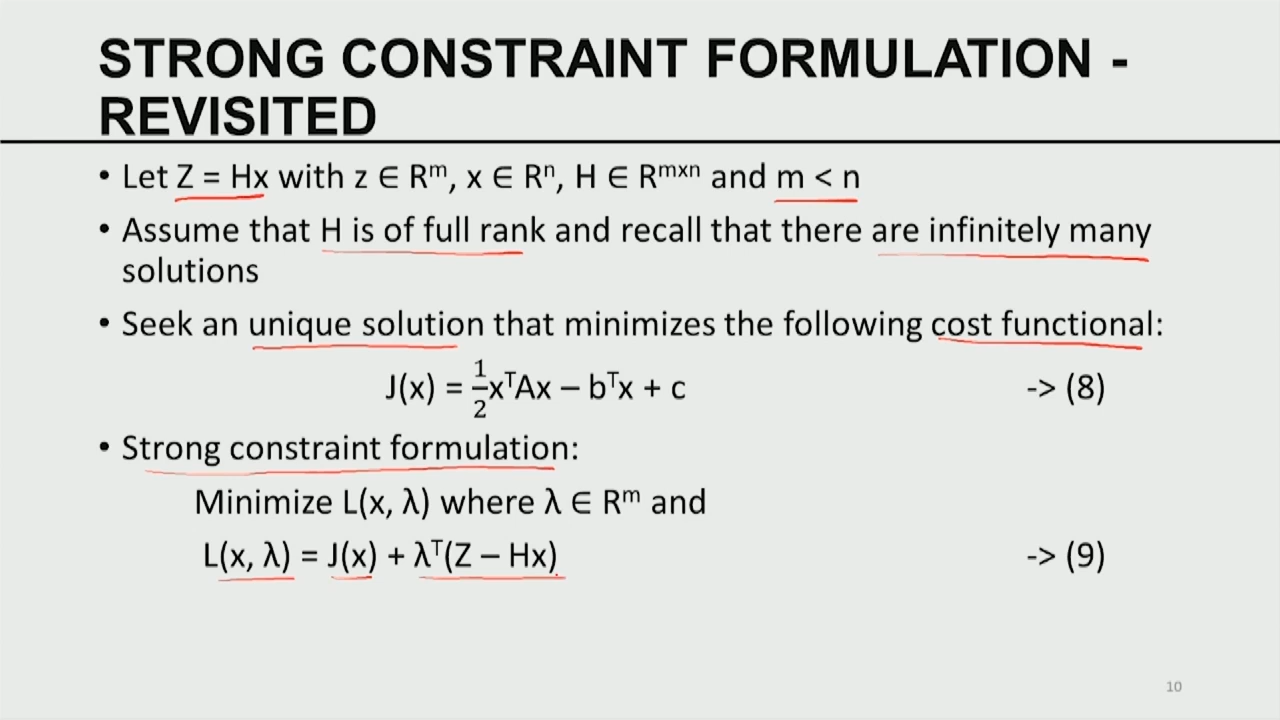 STRONG CONSTRAINT FORMULATION -
REVISITED
• Let Z = Hx with z ∈ Rᵐ, x ∈ Rⁿ, H ∈ Rᵐˣⁿ and m < n
• Assume that H is of full rank and recall that there are infinitely many
solutions
• Seek an unique solution that minimizes the following cost functional:
J(x) = ½xᵀAx – bᵀx + c -> (8)
• Strong constraint formulation:
Minimize L(x, λ) where λ ∈ Rᵐ and
L(x, λ) = J(x) + λᵀ(Z – Hx) -> (9)
10